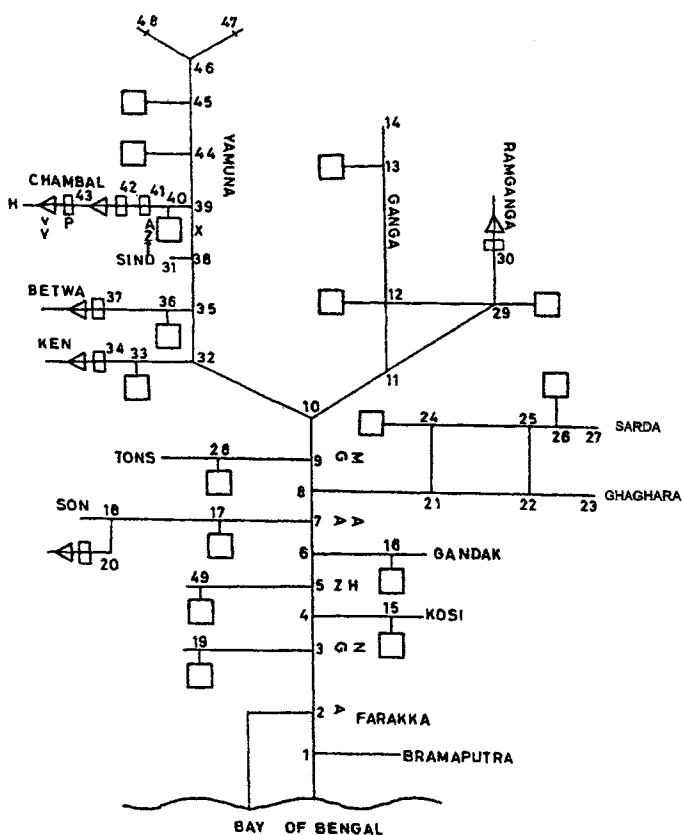 48 47
46
45
YAMUNA
14
44
13
GANGA
RAMGANGA
CHAMBAL
H 43 42 41 40 39
Y
Y
P
A
Z
X
30
SIND 31 38
BETWA 37 36 35
12 29
KEN 34 33 32
11
10
24 25 26 27 SARDA
TONS 28 9
M
G
8 21 22 23 GHAGHARA
SON 18 17 7
A
A
20
6 16 GANDAK
49 5 ZH
4 15 KOSI
19 3
N
G
2 A FARAKKA
1 BRAMAPUTRA
BAY OF BENGAL